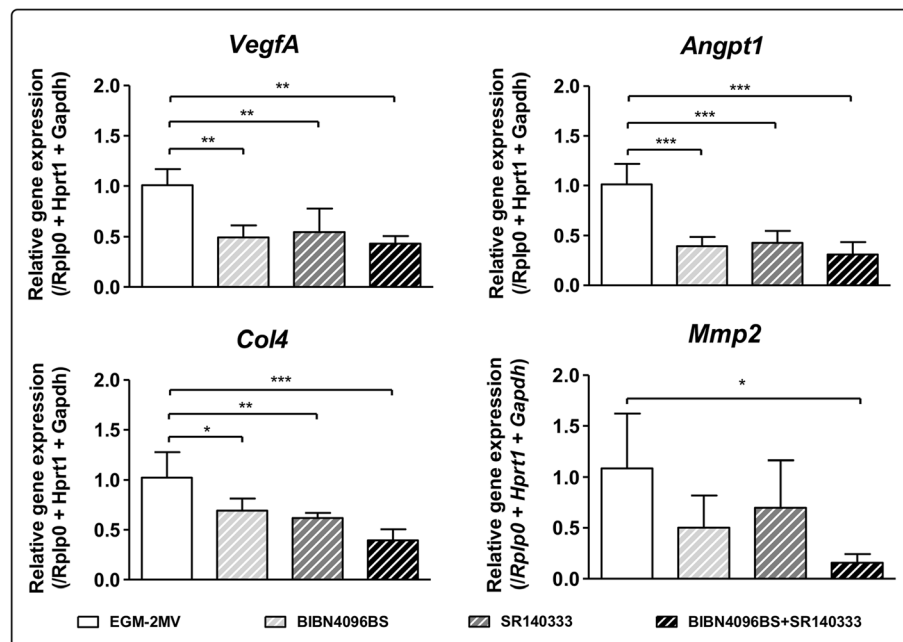 VegfA
Relative gene expression
(/Rplp0 + Hprt1 + Gapdh)
2.0
1.5
1.0
0.5
0.0
**
**
**
Angpt1
Relative gene expression
(/Rplp0 + Hprt1 + Gapdh)
2.0
1.5
1.0
0.5
0.0
***
***
***
Col4
Relative gene expression
(/Rplp0 + Hprt1 + Gapdh)
2.0
1.5
1.0
0.5
0.0
***
**
*
Mmp2
Relative gene expression
(/Rplp0 + Hprt1 + Gapdh)
2.0
1.5
1.0
0.5
0.0
*
EGM-2MV
BIBN4096BS
SR140333
BIBN4096BS+SR140333